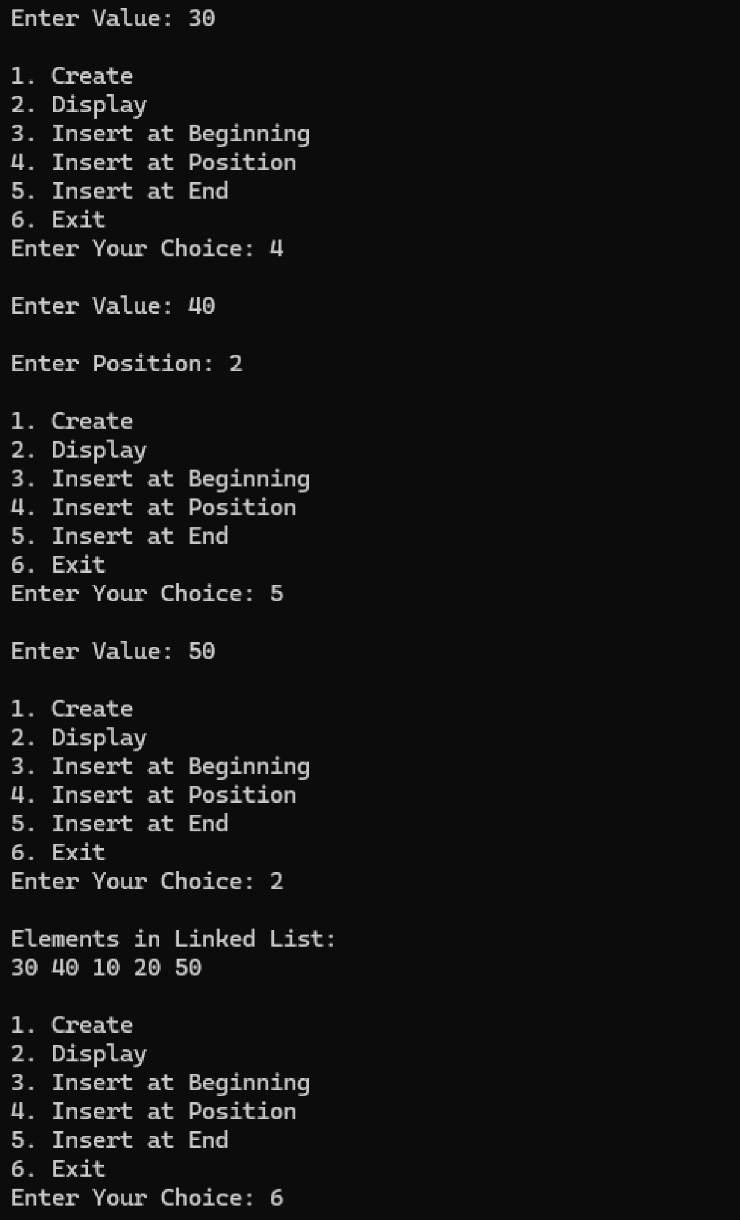 Enter Value: 30
1. Create
2. Display
3. Insert at Beginning
4. Insert at Position
5. Insert at End
6. Exit
Enter Your Choice: 4
Enter Value: 40
Enter Position: 2
1. Create
2. Display
3. Insert at Beginning
4. Insert at Position
5. Insert at End
6. Exit
Enter Your Choice: 5
Enter Value: 50
1. Create
2. Display
3. Insert at Beginning
4. Insert at Position
5. Insert at End
6. Exit
Enter Your Choice: 2
Elements in Linked List:
30 40 10 20 50
1. Create
2. Display
3. Insert at Beginning
4. Insert at Position
5. Insert at End
6. Exit
Enter Your Choice: 6